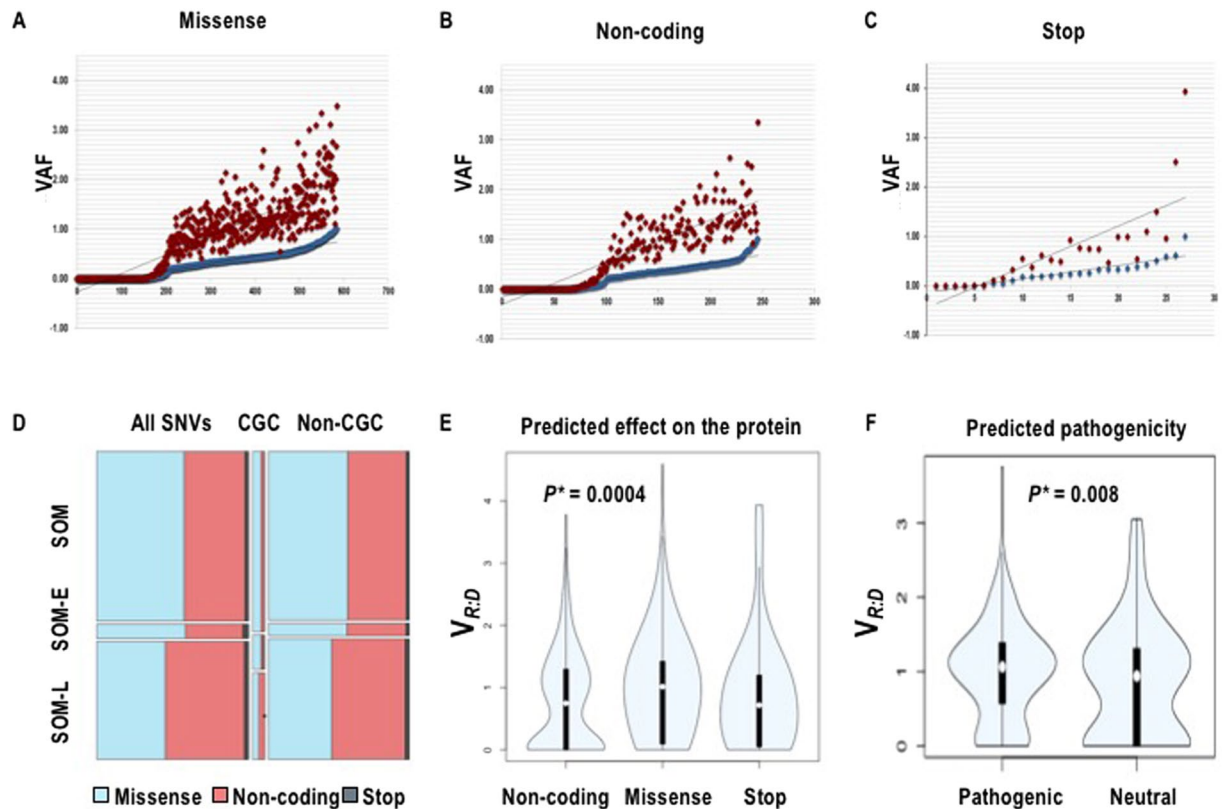 A
Missense
VAF
4.00
3.00
2.00
1.00
0.00
-1.00
0 100 200 300 400 500 600 700
B
Non-coding
VAF
4.00
3.00
2.00
1.00
0.00
-1.00
0 50 100 150 200 250 300
C
Stop
VAF
4.00
3.00
2.00
1.00
0.00
-1.00
0 5 10 15 20 25 30
D
All SNVs CGC Non-CGC
SOM
SOM-E
SOM-L
Missense Non-coding Stop
E
Predicted effect on the protein
P* = 0.0004
VR:D
4
3
2
1
0
Non-coding Missense Stop
F
Predicted pathogenicity
P* = 0.008
VR:D
3
2
1
0
Pathogenic Neutral